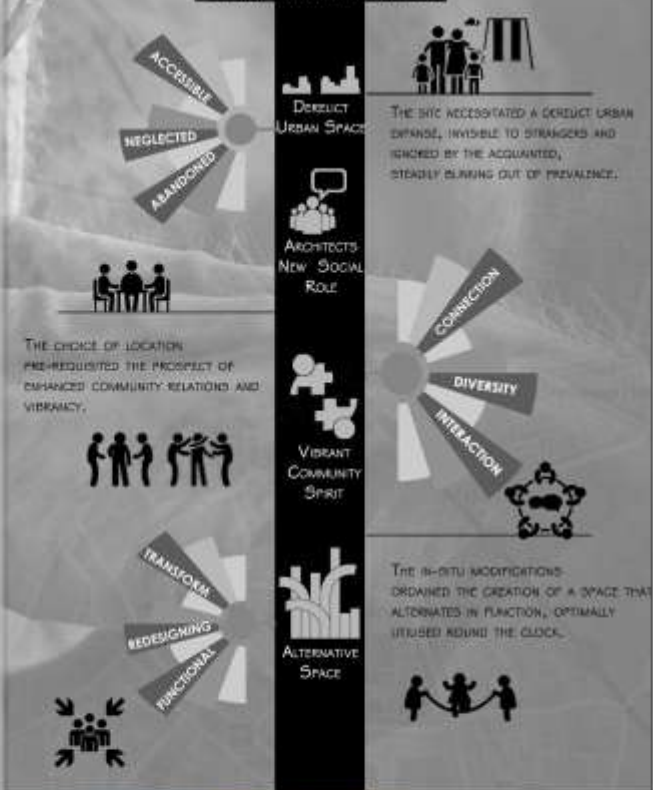 ACCESSIBLE
NEGLECTED
ABANDONED
DERELICT
URBAN SPACE
THE SITE NECESSITATED A DERELICT URBAN
EXPANSE, INVISIBLE TO STRANGERS AND
IGNORED BY THE ACQUAINTED,
STEADILY BLINKING OUT OF PREVALENCE.
ARCHITECTS
NEW SOCIAL
ROLE
THE CHOICE OF LOCATION
PRE-REQUISITED THE PROSPECT OF
ENHANCED COMMUNITY RELATIONS AND
VIBRANCY.
CONNECTION
DIVERSITY
INTERACTION
VIBRANT
COMMUNITY
SPIRIT
TRANSFORM
REDESIGNING
FUNCTIONAL
ALTERNATIVE
SPACE
THE IN-SITU MODIFICATIONS
ORDAINED THE CREATION OF A SPACE THAT
ALTERNATES IN FUNCTION, OPTIMALLY
UTILISED ROUND THE CLOCK.